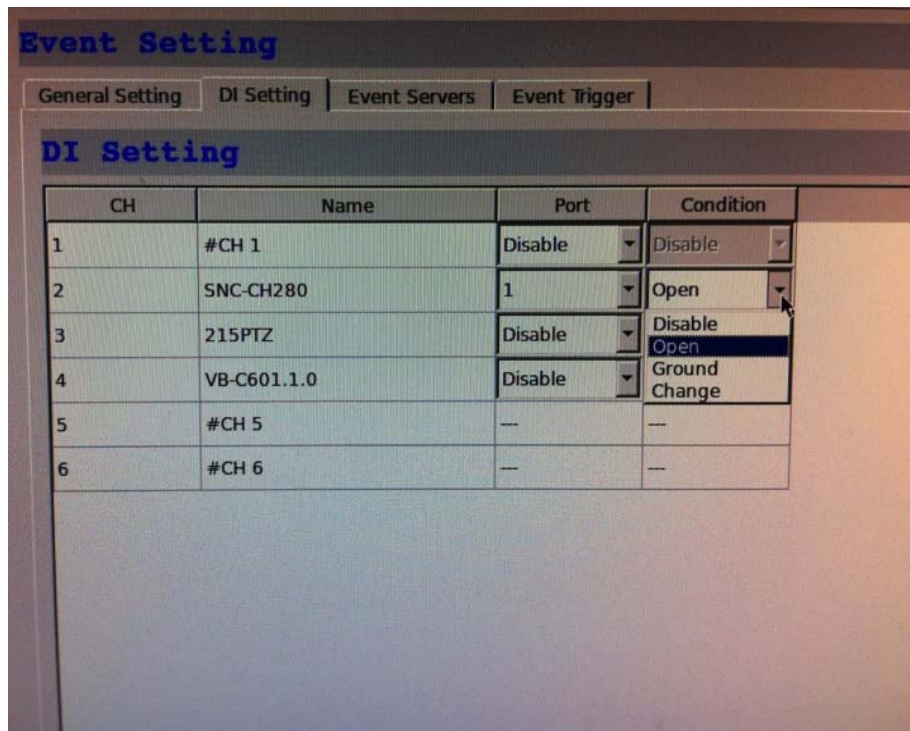 Event Setting
General Setting DI Setting Event Servers Event Trigger
DI Setting
CH Name Port Condition
1 #CH 1 Disable Disable
2 SNC-CH280 1 Open
3 215PTZ Disable
Disable
Open
4 VB-C601.1.0 Disable
Ground
Change
5 #CH 5 --- ---
6 #CH 6 --- ---